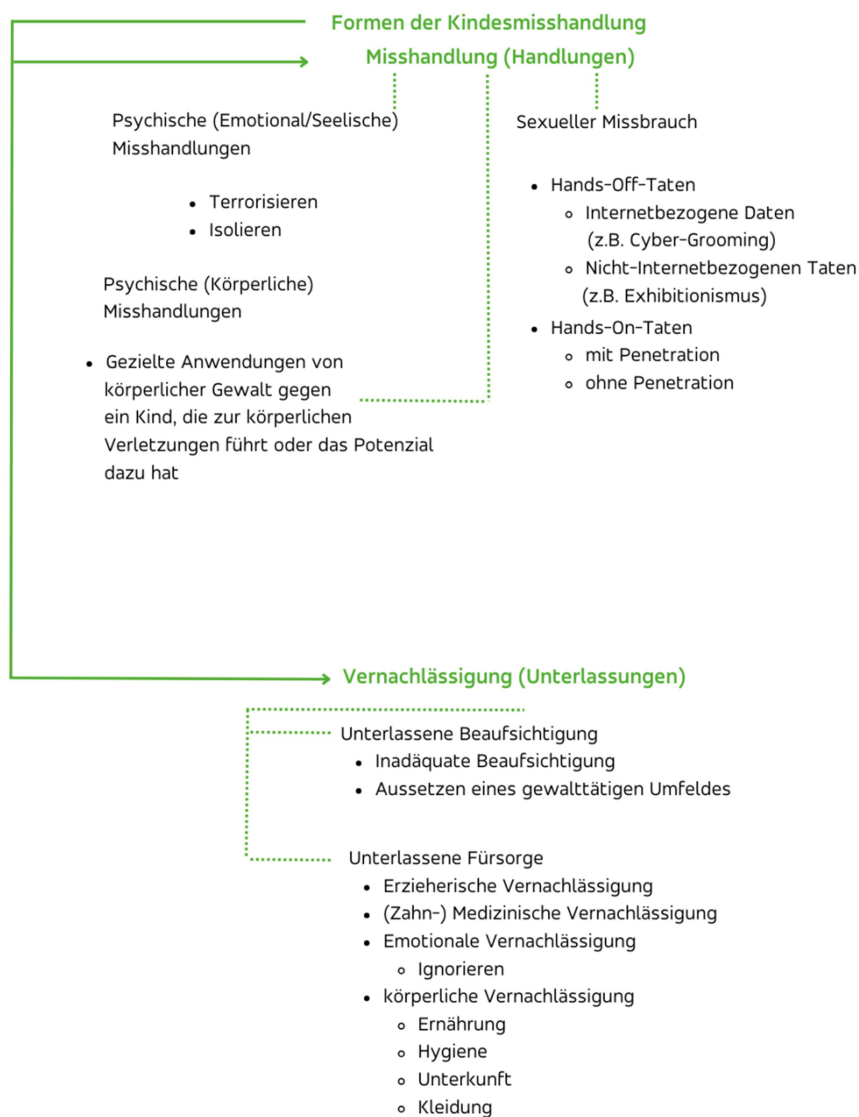 Formen der Kindesmisshandlung
Misshandlung (Handlungen)
Psychische (Emotional/Seelische)
Misshandlungen
• Terrorisieren
• Isolieren
Psychische (Körperliche)
Misshandlungen
• Gezielte Anwendungen von
körperlicher Gewalt gegen
ein Kind, die zur körperlichen
Verletzungen führt oder das Potenzial
dazu hat
Sexueller Missbrauch
• Hands-Off-Taten
◦ Internetbezogene Daten
(z.B. Cyber-Grooming)
◦ Nicht-Internetbezogenen Taten
(z.B. Exhibitionismus)
• Hands-On-Taten
◦ mit Penetration
◦ ohne Penetration
Vernachlässigung (Unterlassungen)
Unterlassene Beaufsichtigung
• Inadäquate Beaufsichtigung
• Aussetzen eines gewalttätigen Umfeldes
Unterlassene Fürsorge
• Erzieherische Vernachlässigung
• (Zahn-) Medizinische Vernachlässigung
• Emotionale Vernachlässigung
◦ Ignorieren
• körperliche Vernachlässigung
◦ Ernährung
◦ Hygiene
◦ Unterkunft
◦ Kleidung